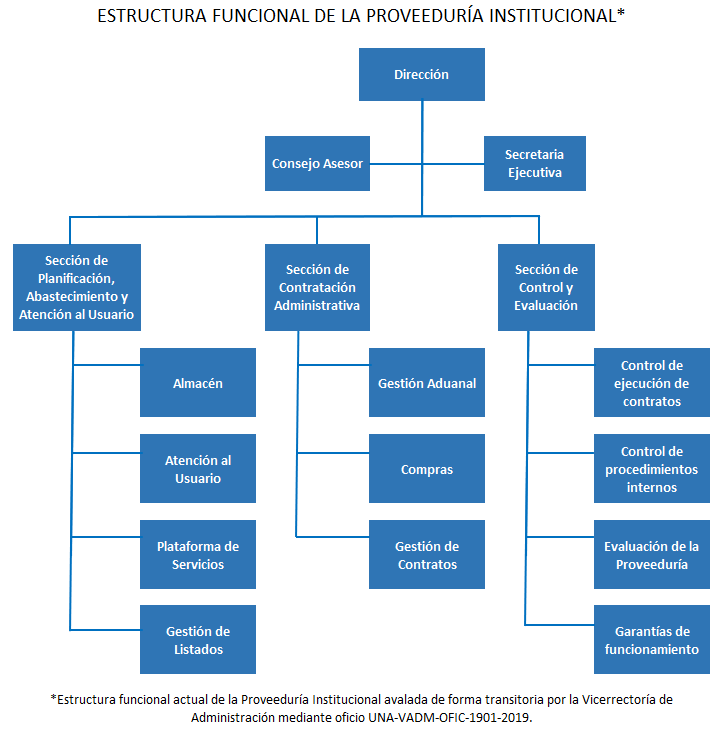 ESTRUCTURA FUNCIONAL DE LA PROVEEDURÍA INSTITUCIONAL*
Dirección
Consejo Asesor
Secretaria
Ejecutiva
Sección de
Planificación,
Abastecimiento y
Atención al Usuario
Sección de
Contratación
Administrativa
Sección de
Control y
Evaluación
Almacén
Gestión Aduanal
Control de
ejecución de
contratos
Atención al
Usuario
Compras
Control de
procedimientos
internos
Plataforma de
Servicios
Gestión de
Contratos
Evaluación de la
Proveeduría
Gestión de
Listados
Garantías de
funcionamiento
*Estructura funcional actual de la Proveeduría Institucional avalada de forma transitoria por la Vicerrectoría de
Administración mediante oficio UNA-VADM-OFIC-1901-2019.